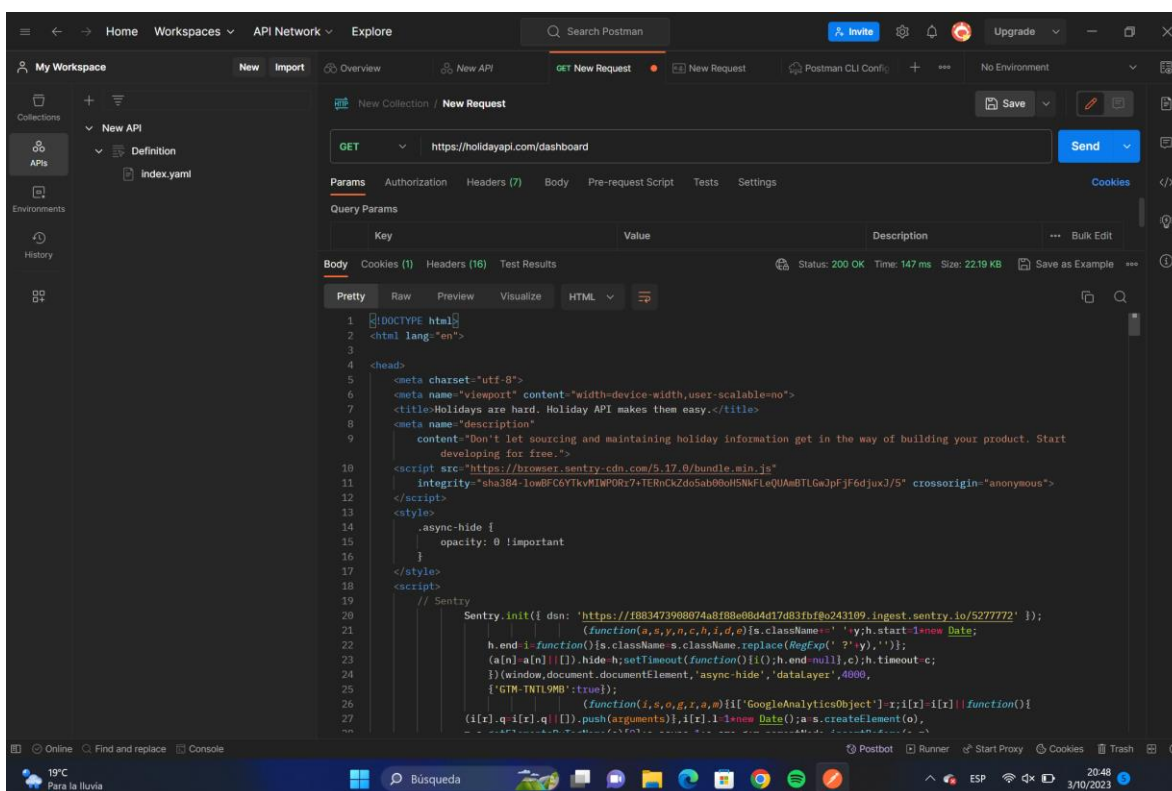 Home Workspaces API Network Explore Search Postman Invite Upgrade
My Workspace New Import Overview New API GET New Request New Request Postman CLI Config No Environment
Collections
APIs
Environments
History
New API
Definition
index.yaml
HTTP New Collection / New Request Save
GET https://holidayapi.com/dashboard Send
Params Authorization Headers (7) Body Pre-request Script Tests Settings Cookies
Query Params
Key Value Description Bulk Edit
Body Cookies (1) Headers (16) Test Results Status: 200 OK Time: 147 ms Size: 22.19 KB Save as Example
Pretty Raw Preview Visualize HTML
1 <!DOCTYPE html>
2 <html lang="en">
3
4 <head>
5 <meta charset="utf-8">
6 <meta name="viewport" content="width=device-width,user-scalable=no">
7 <title>Holidays are hard. Holiday API makes them easy.</title>
8 <meta name="description"
9 content="Don't let sourcing and maintaining holiday information get in the way of building your product. Start
developing for free.">
10 <script src="https://browser.sentry-cdn.com/5.17.0/bundle.min.js"
11 integrity="sha384-lowBFC6YTkvMIWPORr7+TERnCkZdo5ab00oH5NkFLeQUAmBTLGwJpFjF6djuxJ/5" crossorigin="anonymous">
12 </script>
13 <style>
14 .async-hide {
15 opacity: 0 !important
16 }
17 </style>
18 <script>
19 // Sentry
20 Sentry.init({ dsn: 'https://f883473908074a8f88e08d4d17d83fbf@o243109.ingest.sentry.io/5277772' });
21 (function(a,s,y,n,c,h,i,d,e){s.className+=' '+y;h.start=1*new Date;
22 h.end=i=function(){s.className=s.className.replace(RegExp(' ?'+y),'')};
23 (a[n]=a[n]||[]).hide=h;setTimeout(function(){i();h.end=null},c);h.timeout=c;
24 })(window,document.documentElement,'async-hide','dataLayer',4000,
25 {'GTM-TNTL9MB':true});
26 (function(i,s,o,g,r,a,m){i['GoogleAnalyticsObject']=r;i[r]=i[r]||function(){
27 (i[r].q=i[r].q||[]).push(arguments)},i[r].l=1*new Date();a=s.createElement(o),
Online Find and replace Console Postbot Runner Start Proxy Cookies Trash
19°C
Para la lluvia
Búsqueda
ESP
20:48
3/10/2023
5